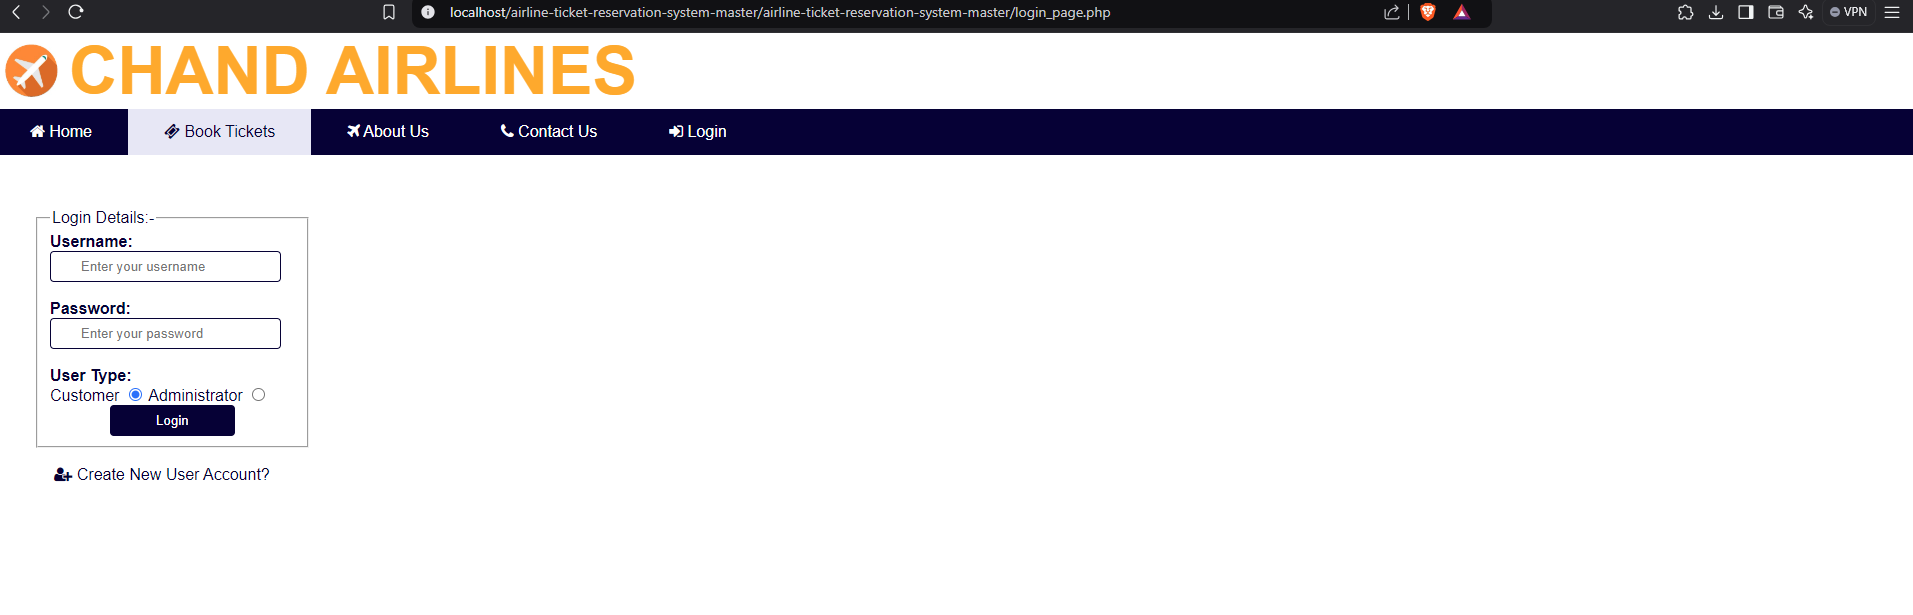 localhost/airline-ticket-reservation-system-master/airline-ticket-reservation-system-master/login_page.php
VPN
CHAND AIRLINES
Home Book Tickets About Us Contact Us Login
Login Details:-
Username:
Enter your username
Password:
Enter your password
User Type:
Customer Administrator
Login
Create New User Account?